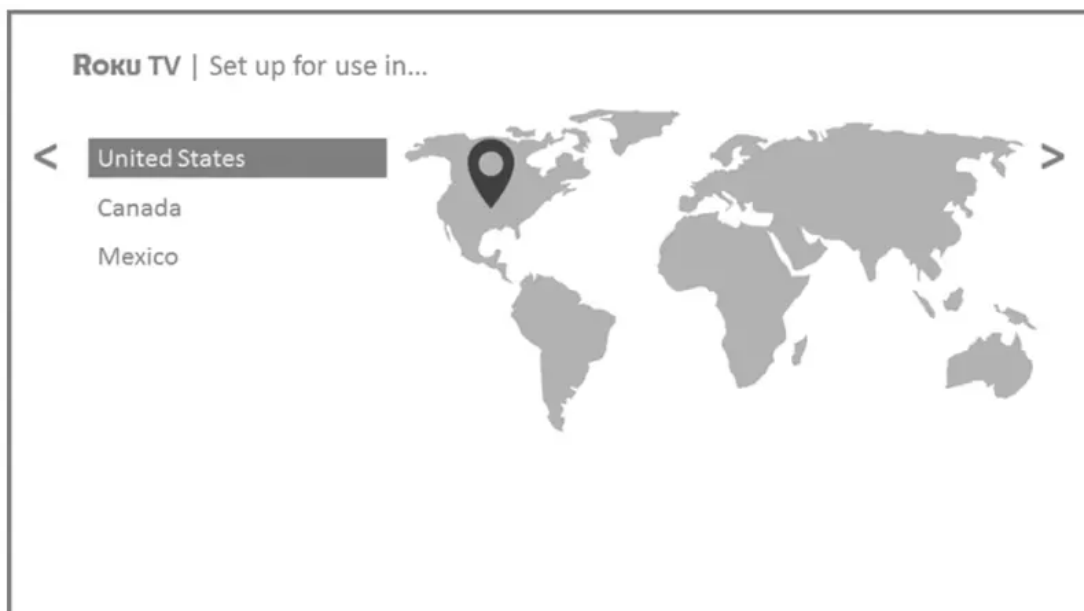 Roku TV | Set up for use in...
< United States >
Canada
Mexico